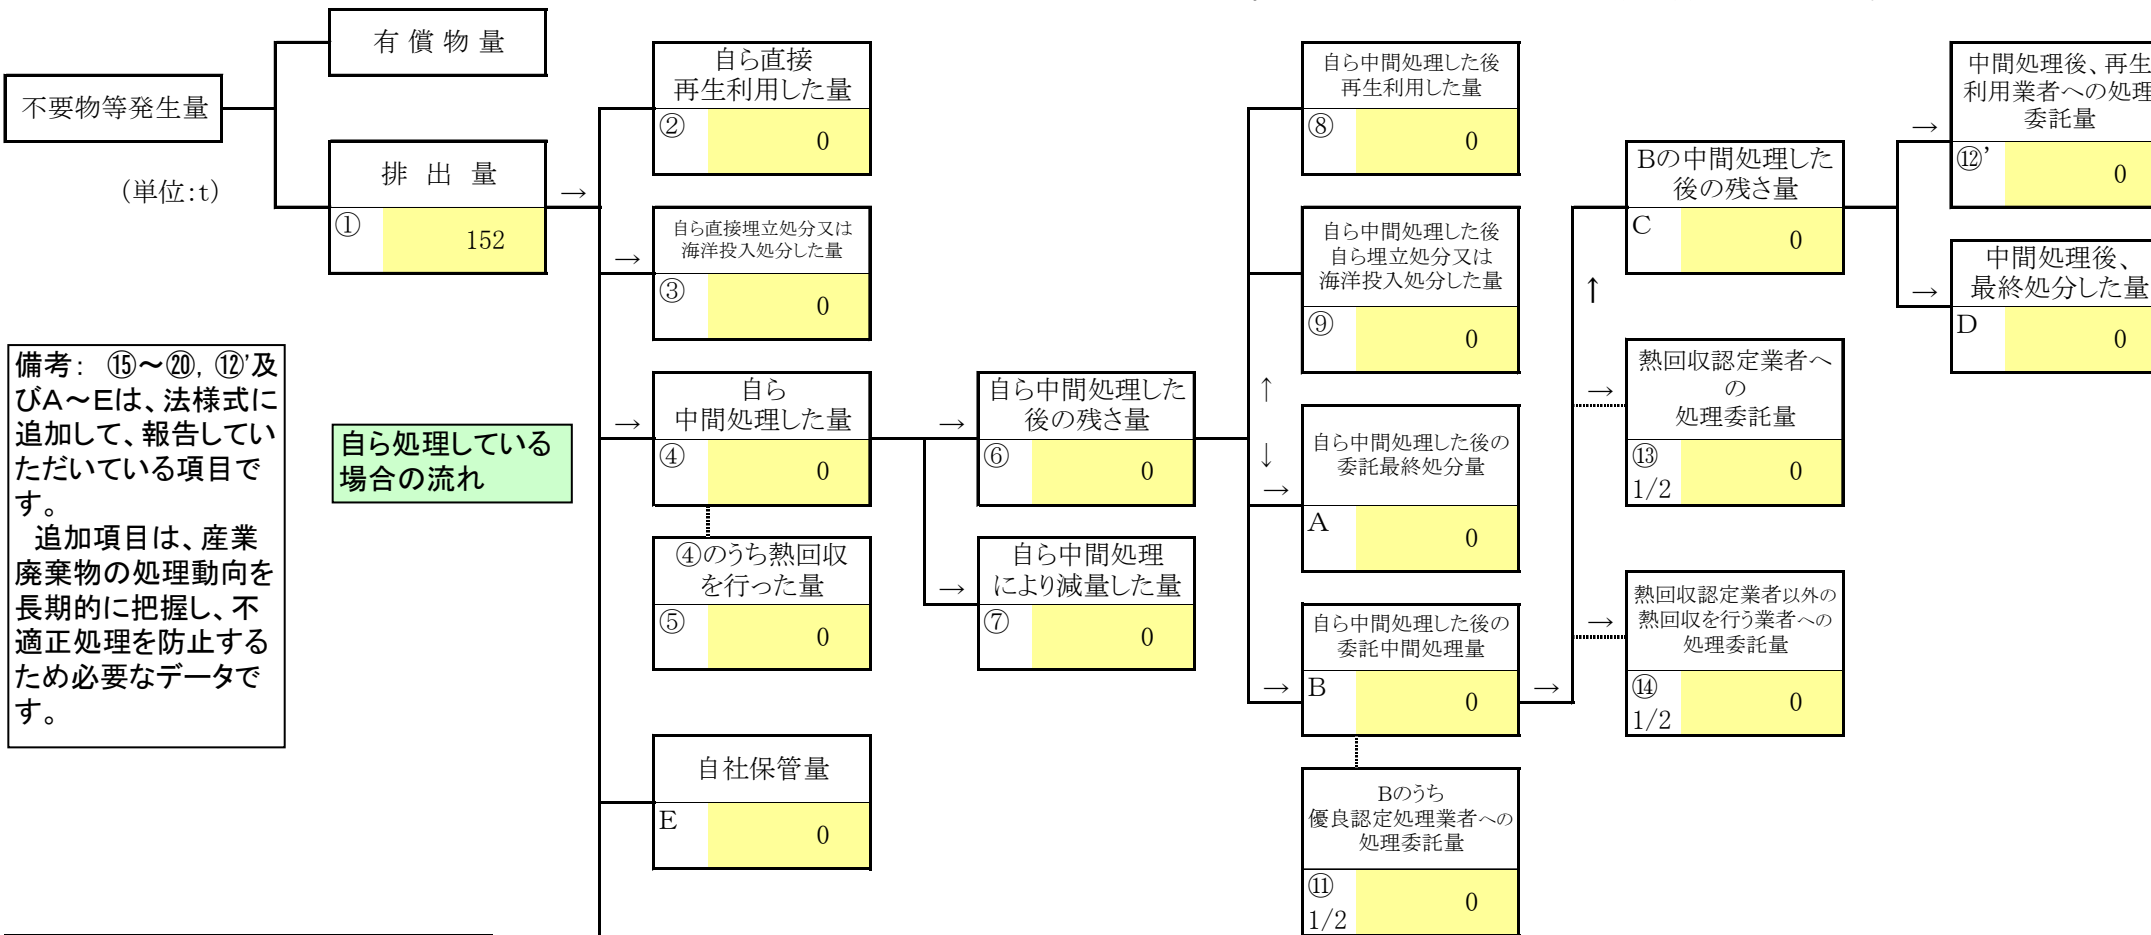 有 償 物 量
不要物等発生量
(単位:t)
排 出 量
①
152
→
備考: ⑮～⑳, ⑫’及
びA～Eは、法様式に
追加して、報告してい
ただいている項目で
す。
追加項目は、産業
廃棄物の処理動向を
長期的に把握し、不
適正処理を防止する
ため必要なデータで
す。
自ら処理している
場合の流れ
自ら直接
再生利用した量
②
0
→
自ら直接埋立処分又は
海洋投入処分した量
③
0
→
自ら
中間処理した量
④
0
④のうち熱回収
を行った量
⑤
0
自社保管量
E
0
→
自ら中間処理した
後の残さ量
⑥
0
→
自ら中間処理
により減量した量
⑦
0
自ら中間処理した後
再生利用した量
⑧
0
自ら中間処理した後
自ら埋立処分又は
海洋投入処分した量
⑨
0
↑
↓
→
自ら中間処理した後の
委託最終処分量
A
0
→
自ら中間処理した後の
委託中間処理量
B
0
Bのうち
優良認定処理業者への
処理委託量
⑪
1/2
0
→
↑
Bの中間処理した
後の残さ量
C
0
→
熱回収認定業者へ
の
処理委託量
⑬
1/2
0
→
熱回収認定業者以外の
熱回収を行う業者への
処理委託量
⑭
1/2
0
→
中間処理後、再生
利用業者への処理
委託量
⑫’
0
→
中間処理後、
最終処分した量
D
0